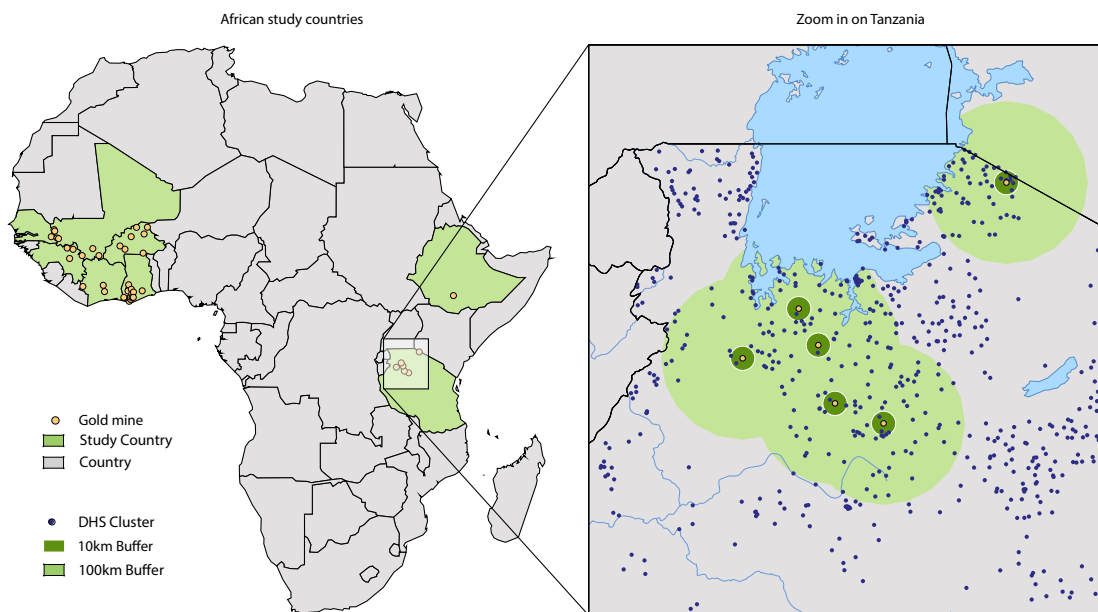 African study countries
Zoom in on Tanzania
Gold mine
Study Country
Country
DHS Cluster
10km Buffer
100km Buffer